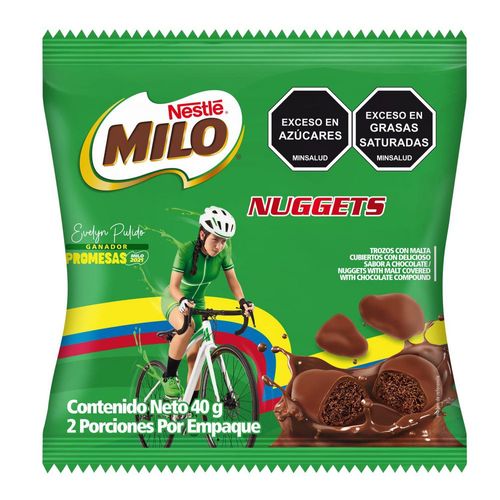 Nestlé
MILO
EXCESO EN
AZÚCARES
MINSALUD
EXCESO EN
GRASAS
SATURADAS
MINSALUD
NUGGETS
Evelyn Pulido
GANADOR
PROMESAS
MILO
2021
TROZOS CON MALTA
CUBIERTOS CON DELICIOSO
SABOR A CHOCOLATE /
NUGGETS WITH MALT COVERED
WITH CHOCOLATE COMPOUND
Contenido Neto 40 g
2 Porciones Por Empaque